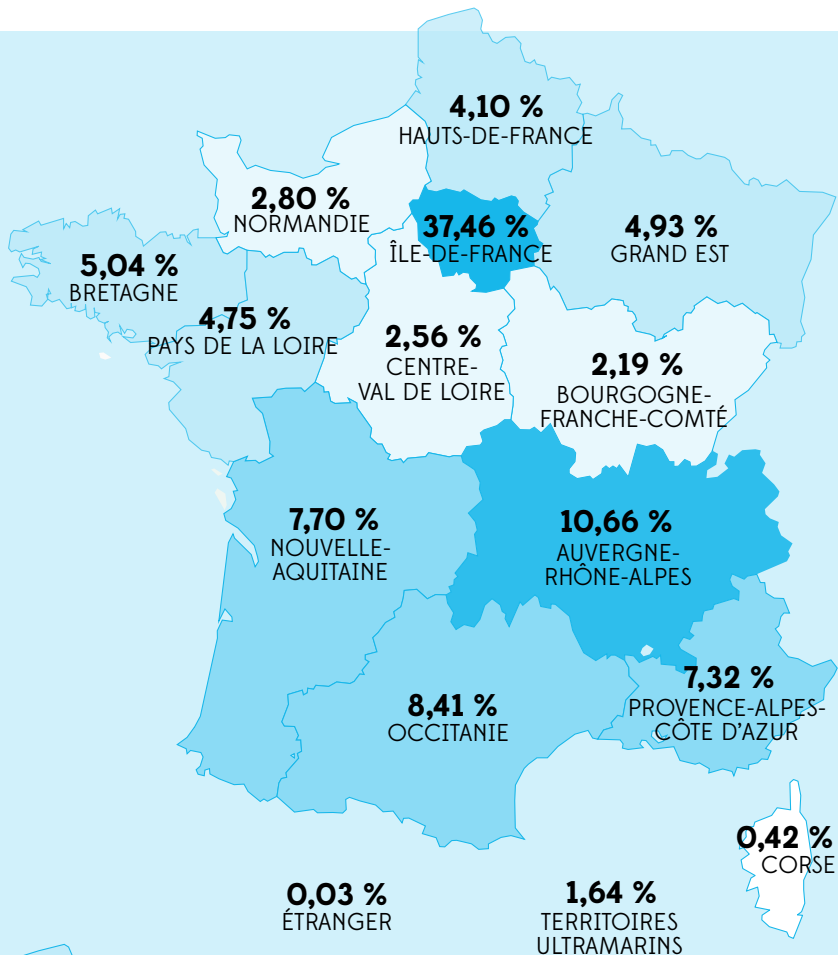 4,10 %
HAUTS-DE-FRANCE
2,80 %
NORMANDIE
37,46 %
ÎLE-DE-FRANCE
4,93 %
GRAND EST
5,04 %
BRETAGNE
4,75 %
PAYS DE LA LOIRE
2,56 %
CENTRE-
VAL DE LOIRE
2,19 %
BOURGOGNE-
FRANCHE-COMTÉ
7,70 %
NOUVELLE-
AQUITAINE
10,66 %
AUVERGNE-
RHÔNE-ALPES
8,41 %
OCCITANIE
7,32 %
PROVENCE-ALPES-
CÔTE D'AZUR
0,42 %
CORSE
0,03 %
ÉTRANGER
1,64 %
TERRITOIRES
ULTRAMARINS